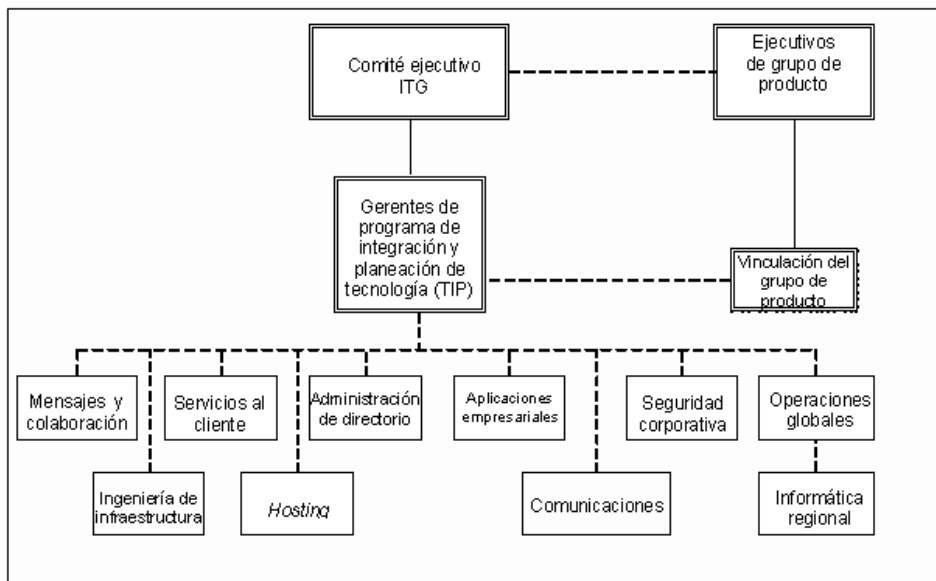 Comité ejecutivo
ITG
Ejecutivos
de grupo de
producto
Gerentes de
programa de
integración y
planeación de
tecnología (TIP)
Vinculación del
grupo de
producto
Mensajes y
colaboración
Servicios al
cliente
Administración
de directorio
Aplicaciones
empresariales
Seguridad
corporativa
Operaciones
globales
Ingeniería de
infraestructura
Hosting
Comunicaciones
Informática
regional